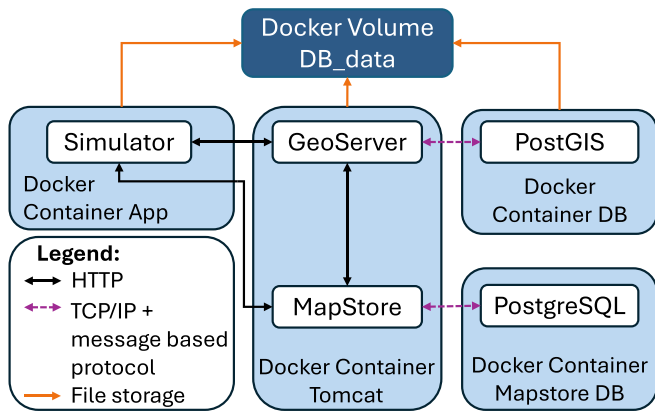 Docker Volume
DB_data
Simulator
Docker
Container App
GeoServer
MapStore
Docker Container
Tomcat
PostGIS
Docker
Container DB
PostgreSQL
Docker Container
Mapstore DB
Legend:
HTTP
TCP/IP +
message based
protocol
File storage